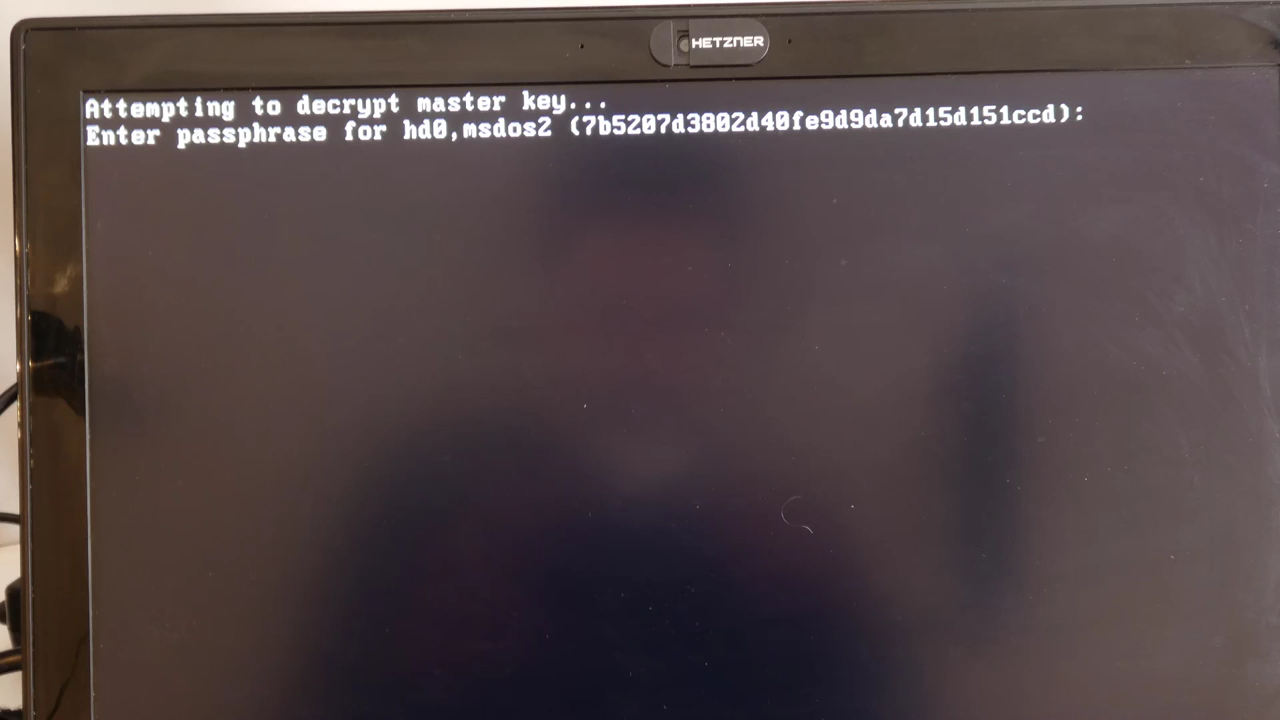 HETZNER
Attempting to decrypt master key...
Enter passphrase for hd0,msdos2 (7b5207d3802d40fe9d9da7d15d151ccd):